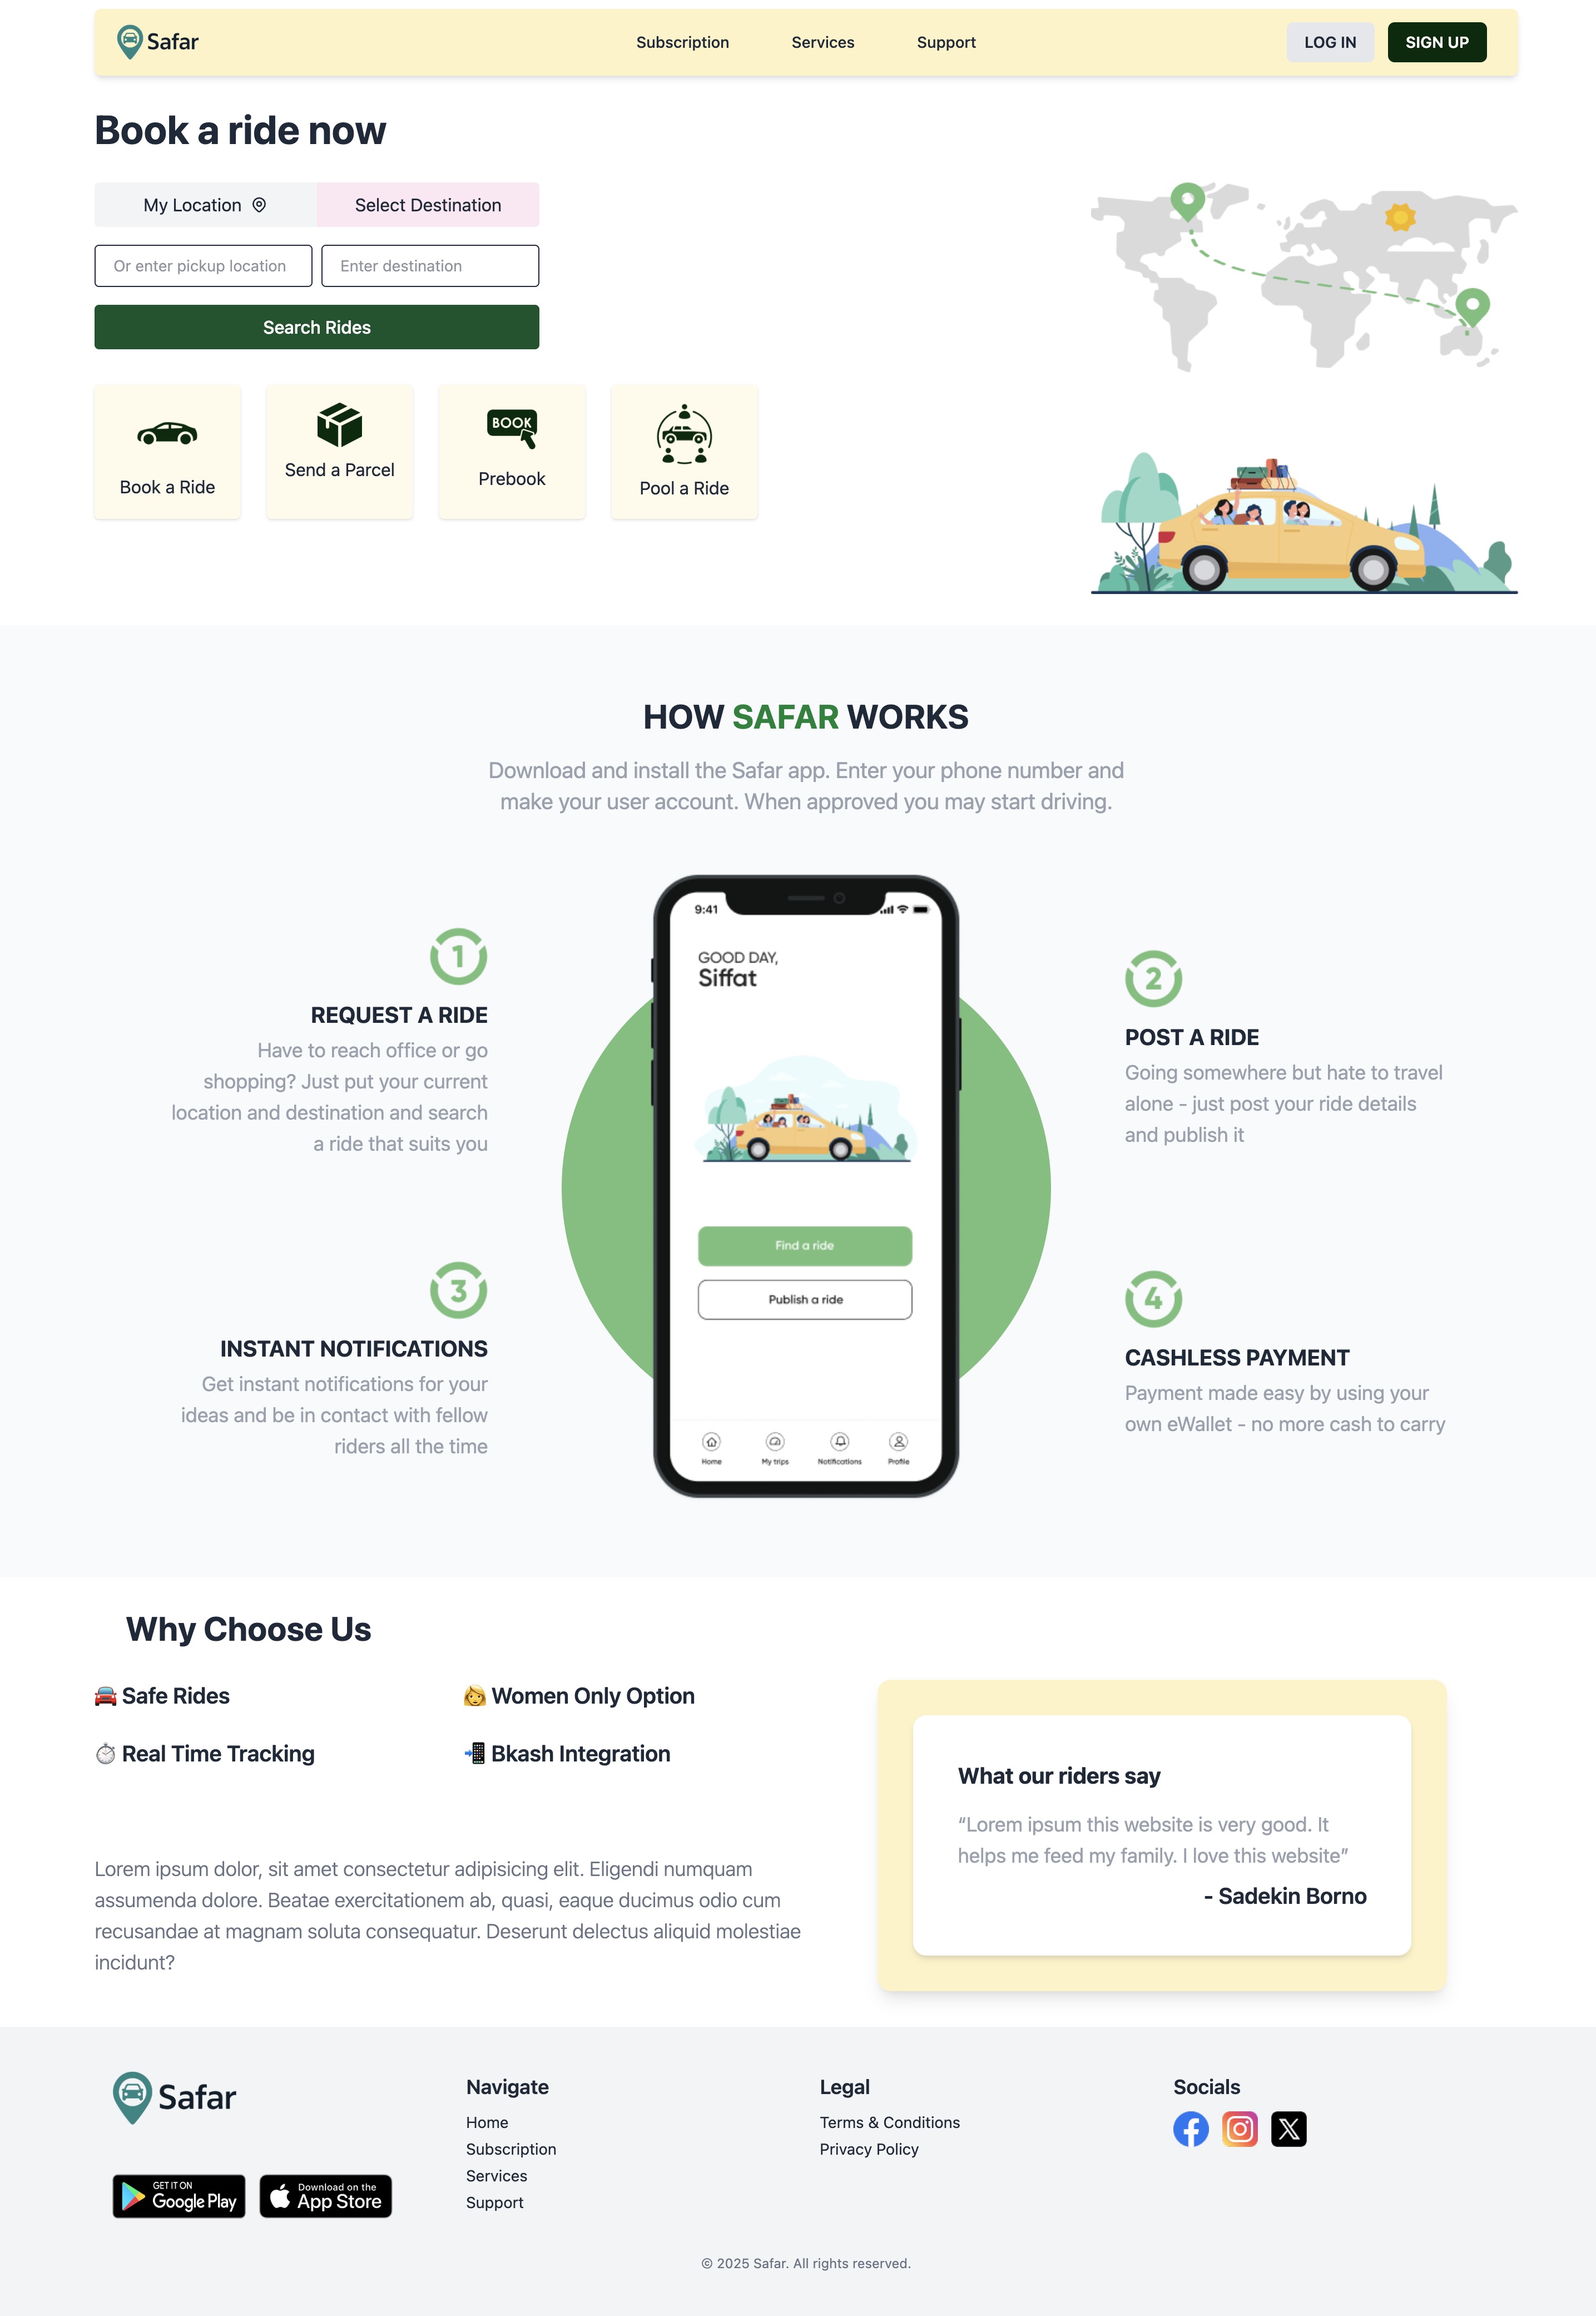 Safar
Subscription
Services
Support
LOG IN
SIGN UP
Book a ride now
My Location
Select Destination
Or enter pickup location
Enter destination
Search Rides
Book a Ride
Send a Parcel
BOOK
Prebook
Pool a Ride
HOW SAFAR WORKS
Download and install the Safar app. Enter your phone number and
make your user account. When approved you may start driving.
1
REQUEST A RIDE
Have to reach office or go
shopping? Just put your current
location and destination and search
a ride that suits you
3
INSTANT NOTIFICATIONS
Get instant notifications for your
ideas and be in contact with fellow
riders all the time
9:41
GOOD DAY,
Siffat
Find a ride
Publish a ride
Home
My trips
Notifications
Profile
2
POST A RIDE
Going somewhere but hate to travel
alone - just post your ride details
and publish it
4
CASHLESS PAYMENT
Payment made easy by using your
own eWallet - no more cash to carry
Why Choose Us
🚘 Safe Rides
👩 Women Only Option
⏱️ Real Time Tracking
📲 Bkash Integration
Lorem ipsum dolor, sit amet consectetur adipisicing elit. Eligendi numquam
assumenda dolore. Beatae exercitationem ab, quasi, eaque ducimus odio cum
recusandae at magnam soluta consequatur. Deserunt delectus aliquid molestiae
incidunt?
What our riders say
“Lorem ipsum this website is very good. It
helps me feed my family. I love this website”
- Sadekin Borno
Safar
GET IT ON
Google Play
Download on the
App Store
Navigate
Home
Subscription
Services
Support
Legal
Terms & Conditions
Privacy Policy
Socials
© 2025 Safar. All rights reserved.